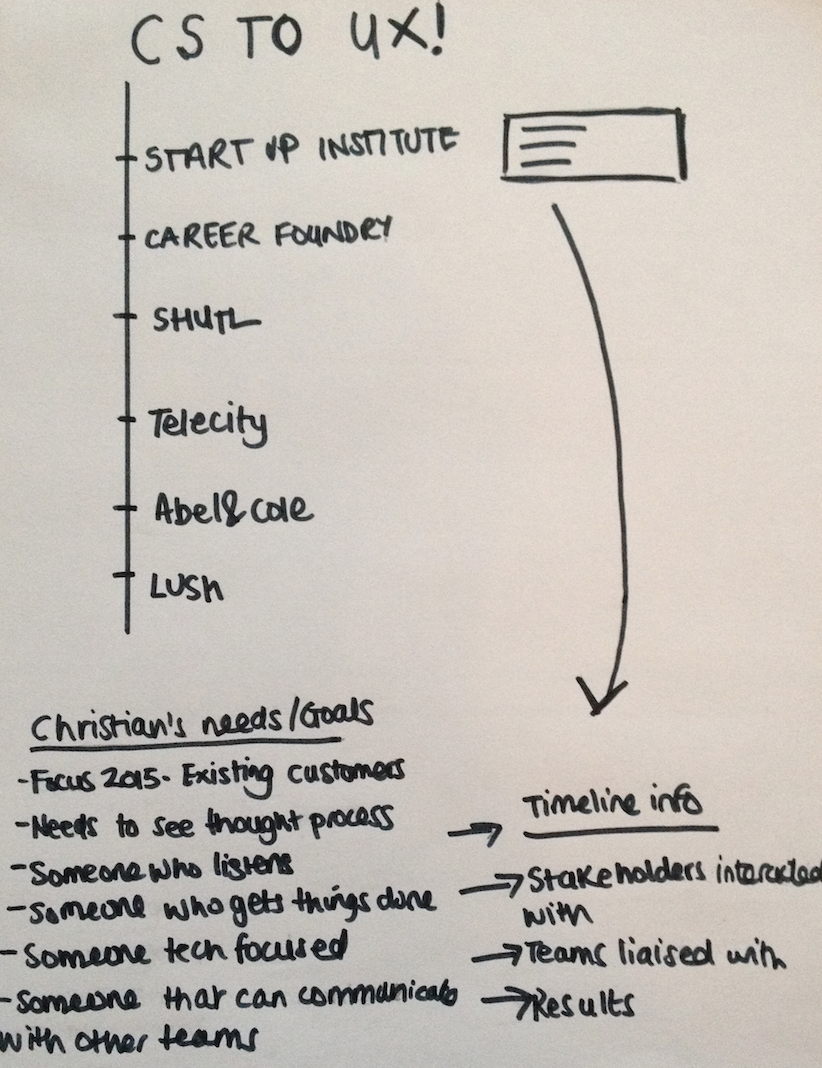 CS TO UX!
START UP INSTITUTE
CAREER FOUNDRY
SHUTL
Telecity
Abel & Cole
LUSH
Christian's needs/Goals
-Focus 2015- Existing customers
-Needs to see thought process
-Someone who listens
-Someone who gets things done
-Someone tech focused
-Someone that can communicate
with other teams
Timeline info
→Stakeholders interacted
with
→Teams liaised with
→Results